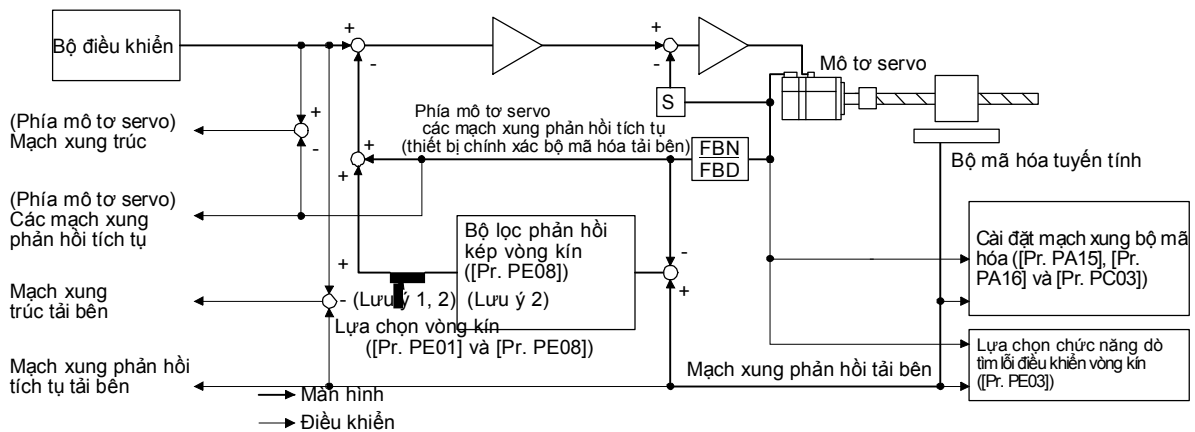 Bộ điều khiển
+
-
+
-
+
-
S
Mô tơ servo
(Phía mô tơ servo)
Mạch xung trúc
Phía mô tơ servo
các mạch xung phản hồi tích tụ
(thiết bị chính xác bộ mã hóa tải bên)
+
+
FBN
FBD
Bộ mã hóa tuyến tính
(Phía mô tơ servo)
Các mạch xung
phản hồi tích tụ
Bộ lọc phản hồi
kép vòng kín
([Pr. PE08])
-
+
Cài đặt mạch xung bộ mã
hóa ([Pr. PA15], [Pr.
PA16] và [Pr. PC03])
Mạch xung
trúc tải bên
+
-
(Lưu ý 1, 2)
(Lưu ý 2)
Lựa chọn vòng kín
([Pr. PE01] và [Pr. PE08])
Lựa chọn chức năng dò
tìm lỗi điều khiển vòng kín
([Pr. PE03])
Mạch xung phản hồi
tích tụ tải bên
Mạch xung phản hồi tải bên
Màn hình
Điều khiển